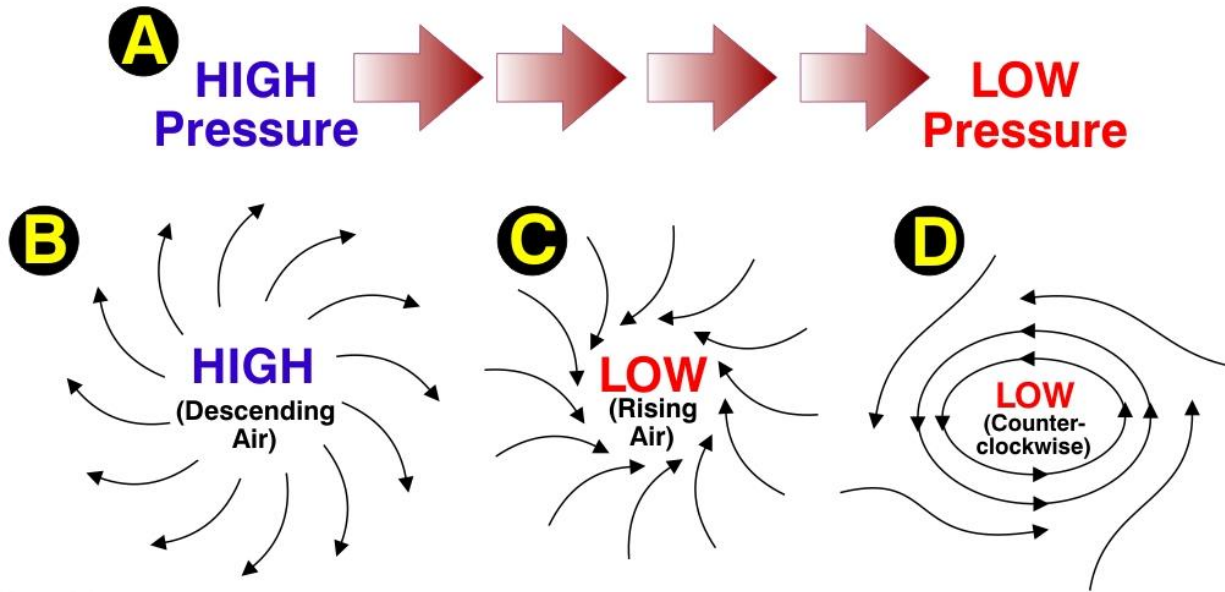 A
HIGH
Pressure
LOW
Pressure
B
HIGH
(Descending
Air)
C
LOW
(Rising
Air)
D
LOW
(Counter-
clockwise)